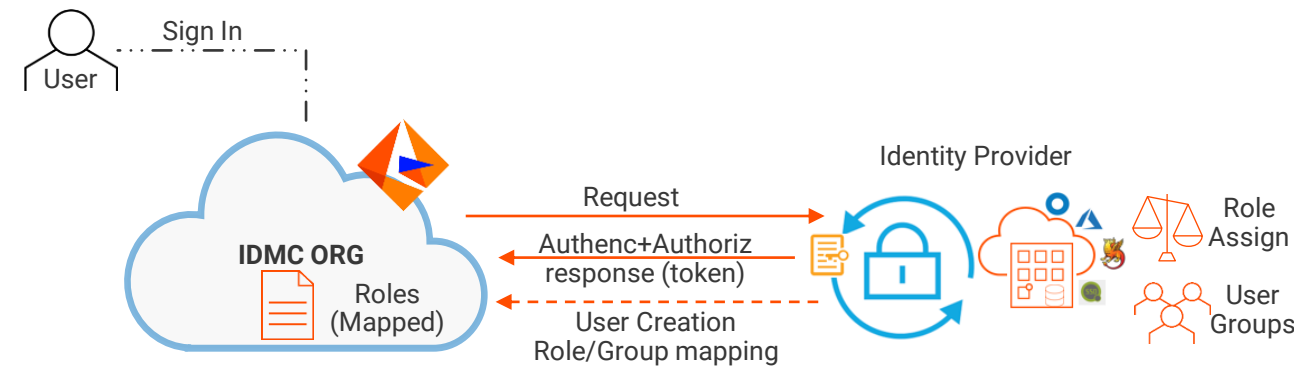 Sign In
User
Identity Provider
Request
Authenc+Authoriz
response (token)
IDMC ORG
Roles
(Mapped)
User Creation
Role/Group mapping
Role
Assign
User
Groups